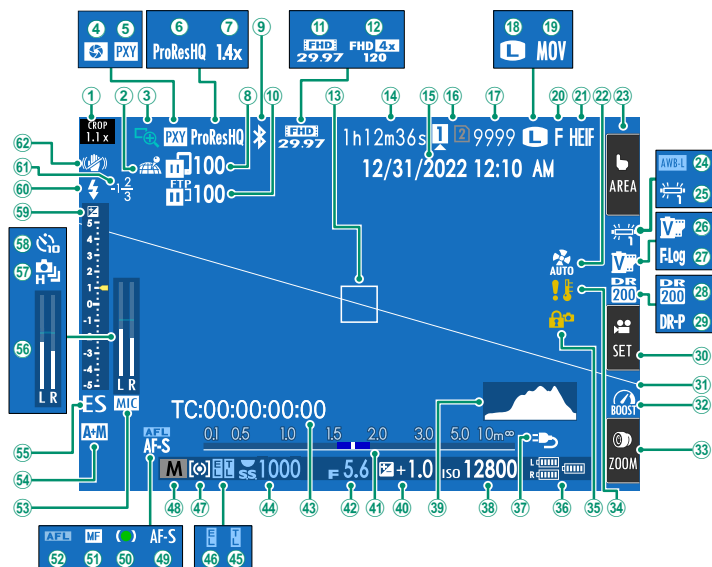 4 5
PXY
6 7
ProResHQ 1.4x
9
11 12
FHD 29.97 FHD 4x 120
18 19
L MOV
1 2 3 8 10 13 14 15 16 17 20 21 22 23
CROP 1.1 x
PXY ProResHQ
100
FHD 29.97
1h12m36s 1 2 9999 L F HEIF
12/31/2022 12:10 AM
FTP
100
AREA
62
61
-1 2/3
60
59
24 AWB-L
25 1
1
26 V
27 F-Log
V
AUTO
28 DR 200
29 DR-P
DR 200
58 10
57 H
56
L R
5
4
3
2
1
0
-1
-2
-3
-4
-5
L R
30
SET
31
32
BOOST
33
ZOOM
34
35
36
37
38
39
40
41
42
43
44
55 ES MIC
TC:00:00:00:00
AFL
AF-S
0.1 0.5 1.0 1.5 2.0 3.0 5.0 10m∞
54 A+M
M E L T L S.S. 1000 F 5.6 +1.0 ISO 12800 L R
53
48 47
52 51 50 49
AFL MF AF-S
E L T L
46 45